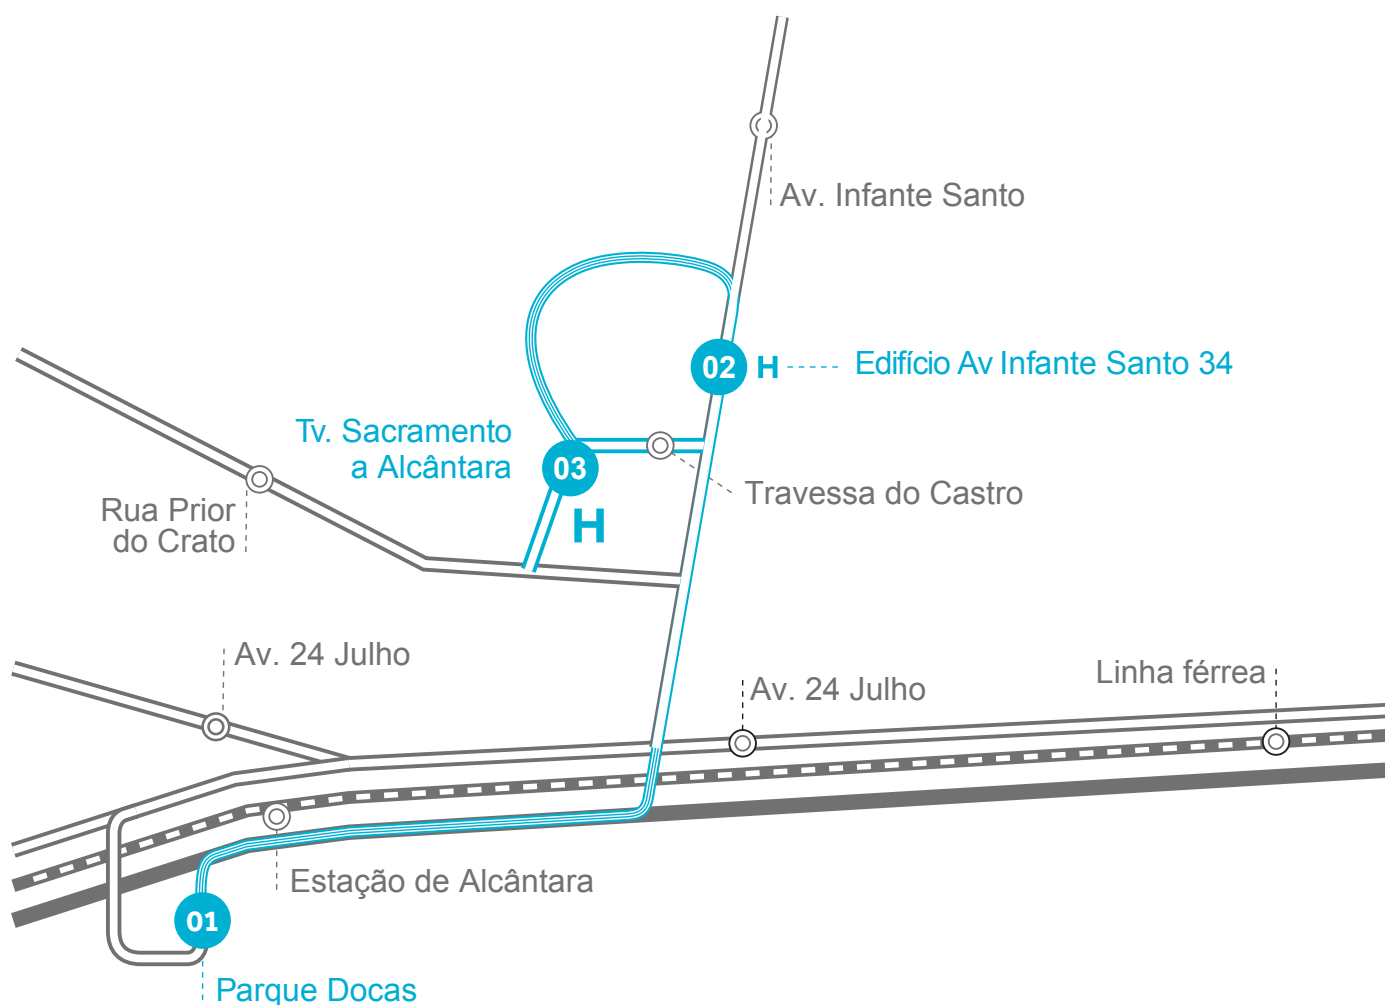 Av. Infante Santo
02 H Edifício Av Infante Santo 34
Tv. Sacramento
a Alcântara
03
H
Travessa do Castro
Rua Prior
do Crato
Av. 24 Julho
Av. 24 Julho
Linha férrea
Estação de Alcântara
01
Parque Docas